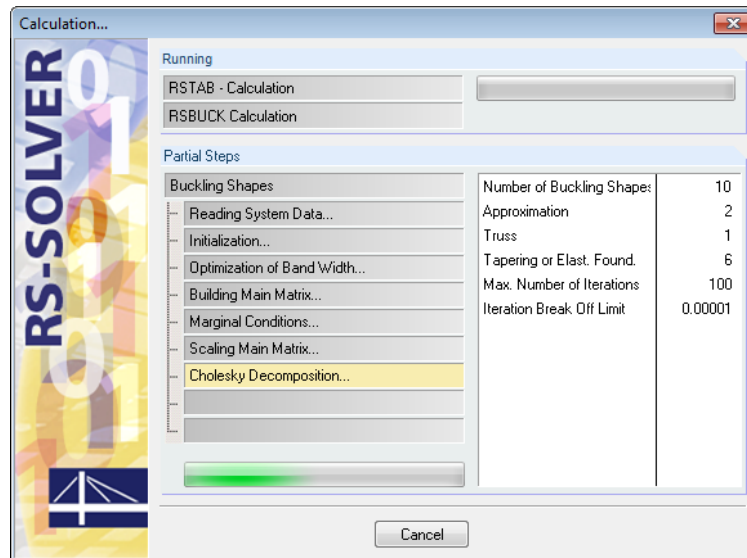 Calculation...
RS-SOLVER
Running
RSTAB - Calculation
RSBUCK Calculation
Partial Steps
Buckling Shapes
Reading System Data...
Initialization...
Optimization of Band Width...
Building Main Matrix...
Marginal Conditions...
Scaling Main Matrix...
Cholesky Decomposition...
Number of Buckling Shapes 10
Approximation 2
Truss 1
Tapering or Elast. Found. 6
Max. Number of Iterations 100
Iteration Break Off Limit 0.00001
Cancel